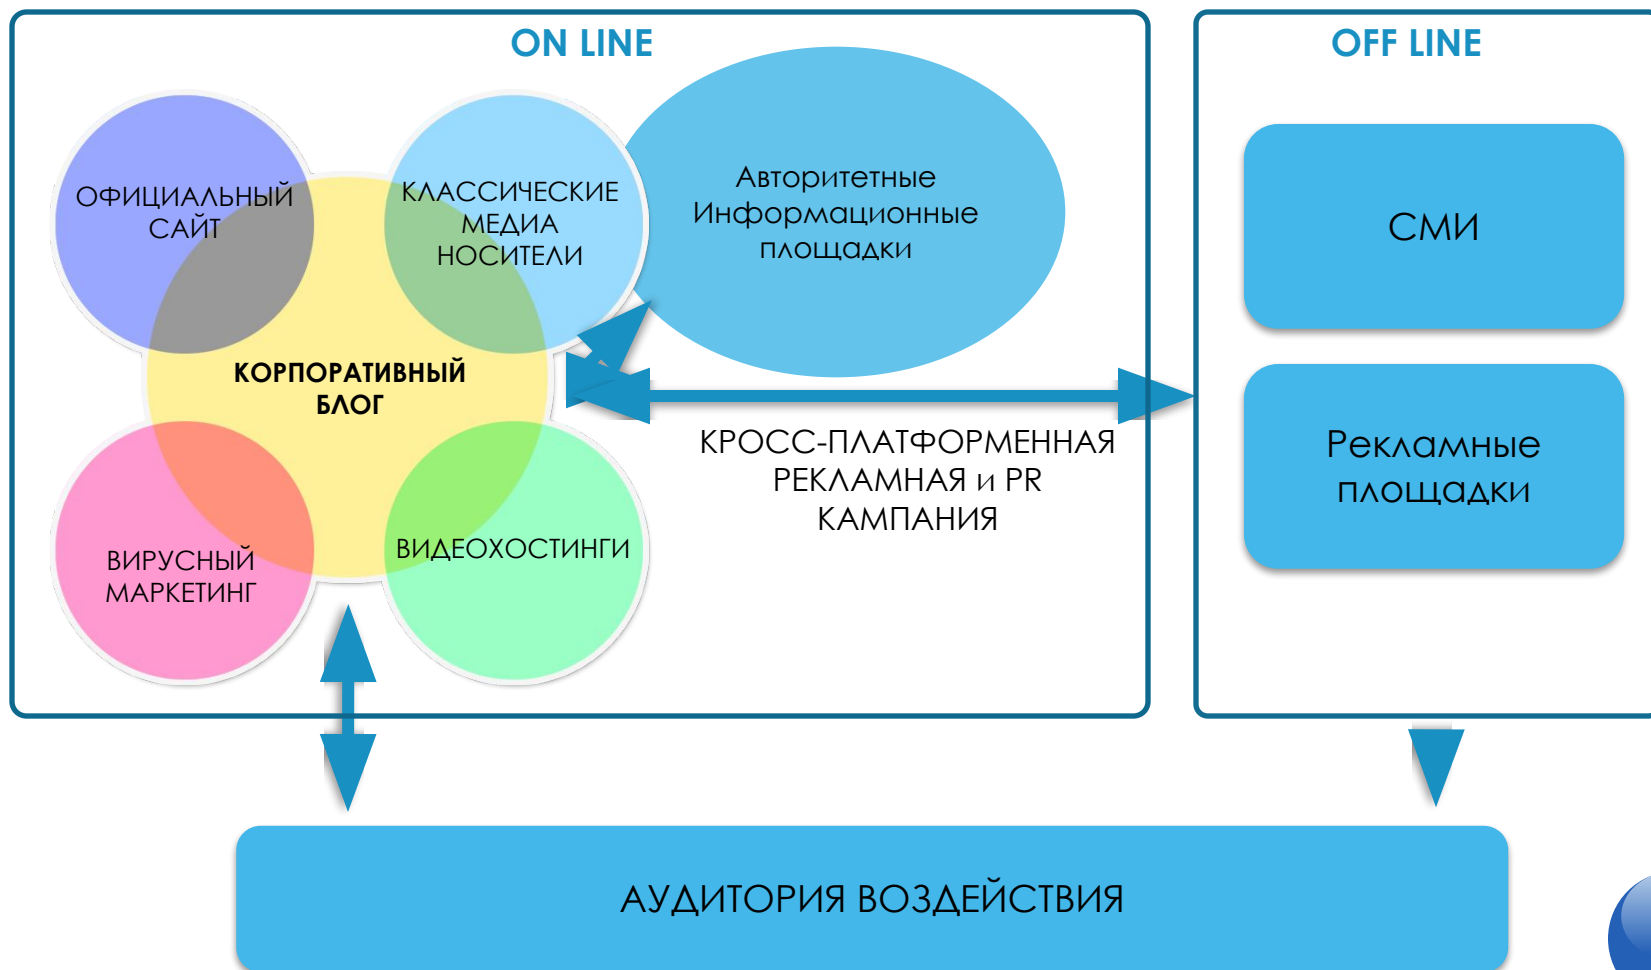 ON LINE
OFF LINE
ОФИЦИАЛЬНЫЙ
САЙТ
КЛАССИЧЕСКИЕ
МЕДИА
НОСИТЕЛИ
Авторитетные
Информационные
площадки
СМИ
КОРПОРАТИВНЫЙ
БЛОГ
КРОСС-ПЛАТФОРМЕННАЯ
РЕКЛАМНАЯ и PR
КАМПАНИЯ
Рекламные
площадки
ВИРУСНЫЙ
МАРКЕТИНГ
ВИДЕОХОСТИНГИ
АУДИТОРИЯ ВОЗДЕЙСТВИЯ